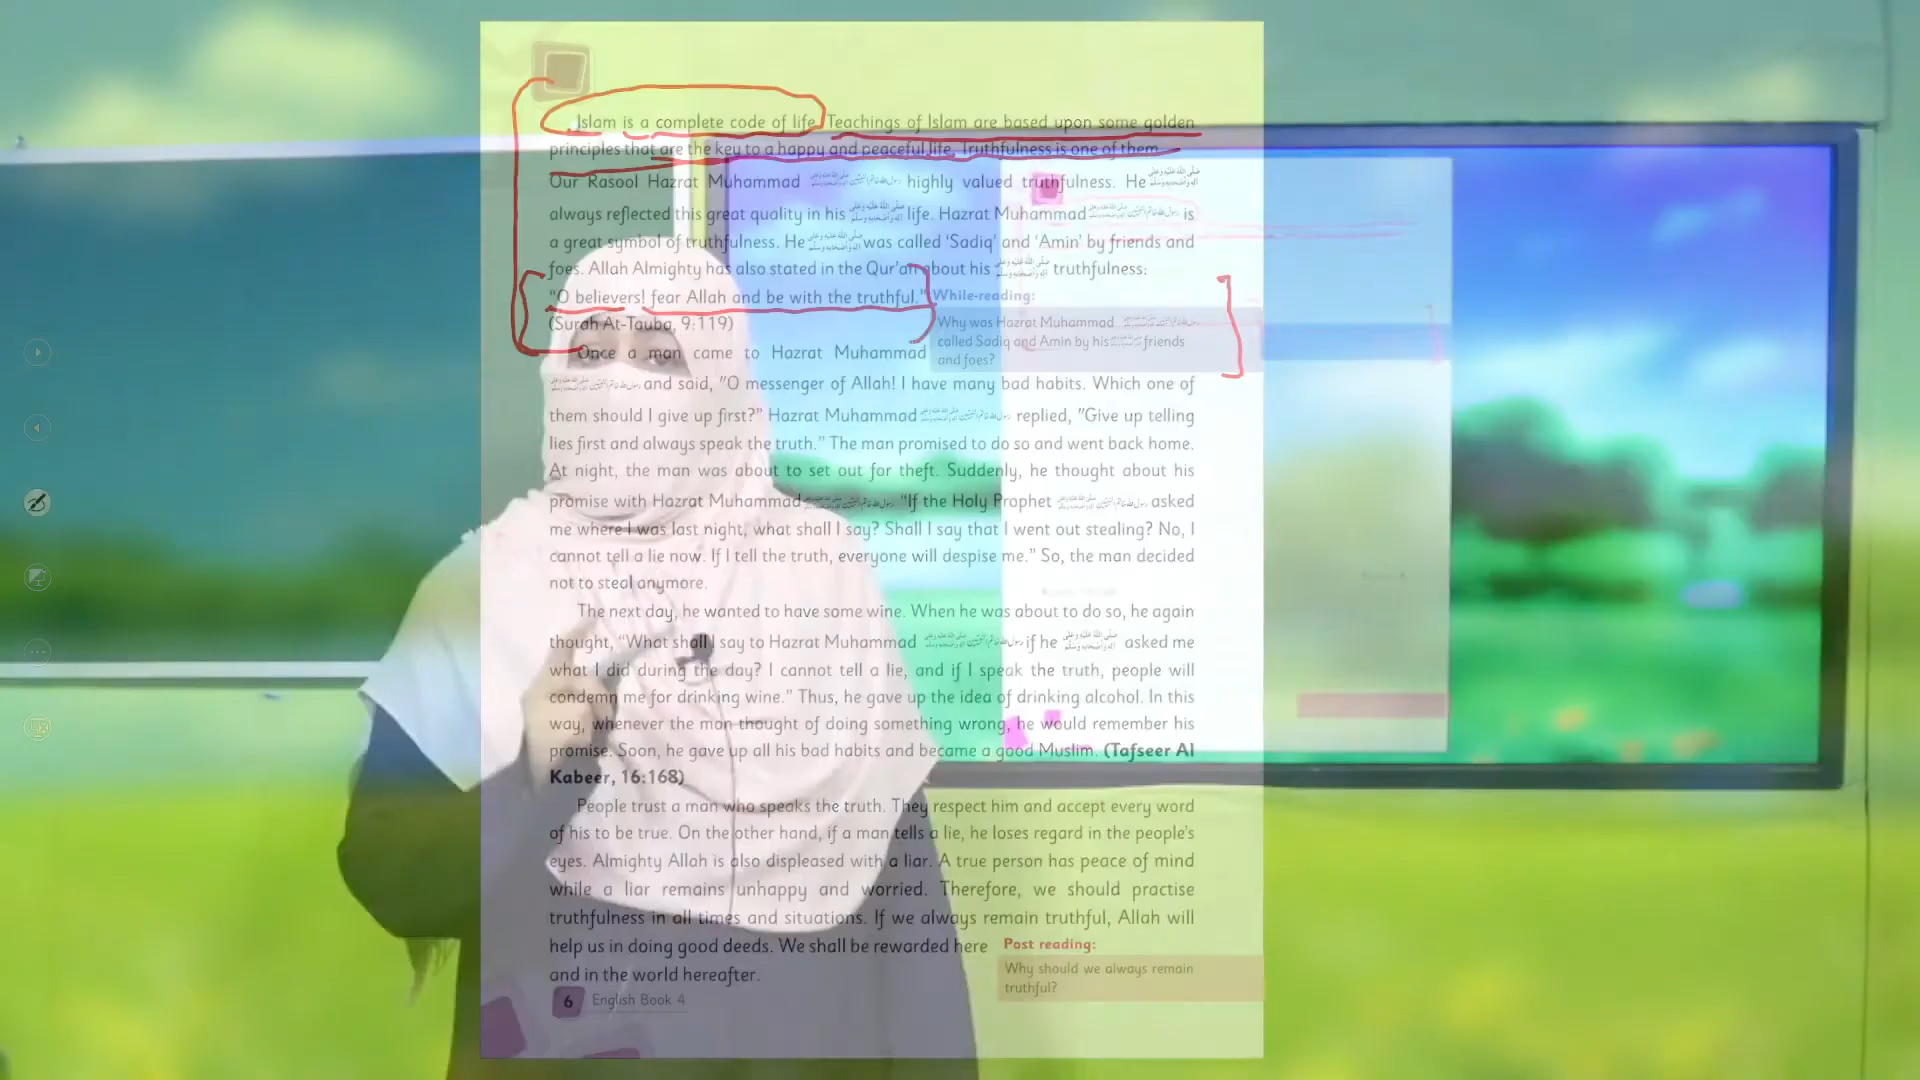 Islam is a complete code of life. Teachings of Islam are based upon some golden
principles that are the key to a happy and peaceful life. Truthfulness is one of them.
Our Rasool Hazrat Muhammad highly valued truthfulness. He
always reflected this great quality in his life. Hazrat Muhammad is
a great symbol of truthfulness. He was called ‘Sadiq’ and ‘Amin’ by friends and
foes. Allah Almighty has also stated in the Qur’an about his truthfulness:
“O believers! fear Allah and be with the truthful.”
(Surah At-Tauba, 9:119)
While-reading:
Why was Hazrat Muhammad
called Sadiq and Amin by his friends
and foes?
Once a man came to Hazrat Muhammad
and said, “O messenger of Allah! I have many bad habits. Which one of
them should I give up first?” Hazrat Muhammad replied, “Give up telling
lies first and always speak the truth.” The man promised to do so and went back home.
At night, the man was about to set out for theft. Suddenly, he thought about his
promise with Hazrat Muhammad “If the Holy Prophet asked
me where I was last night, what shall I say? Shall I say that I went out stealing? No, I
cannot tell a lie now. If I tell the truth, everyone will despise me.” So, the man decided
not to steal anymore.
The next day, he wanted to have some wine. When he was about to do so, he again
thought, “What shall I say to Hazrat Muhammad if he asked me
what I did during the day? I cannot tell a lie, and if I speak the truth, people will
condemn me for drinking wine.” Thus, he gave up the idea of drinking alcohol. In this
way, whenever the man thought of doing something wrong, he would remember his
promise. Soon, he gave up all his bad habits and became a good Muslim. (Tafseer Al
Kabeer, 16:168)
People trust a man who speaks the truth. They respect him and accept every word
of his to be true. On the other hand, if a man tells a lie, he loses regard in the people’s
eyes. Almighty Allah is also displeased with a liar. A true person has peace of mind
while a liar remains unhappy and worried. Therefore, we should practise
truthfulness in all times and situations. If we always remain truthful, Allah will
help us in doing good deeds. We shall be rewarded here
and in the world hereafter.
Post reading:
Why should we always remain
truthful?
6 English Book 4